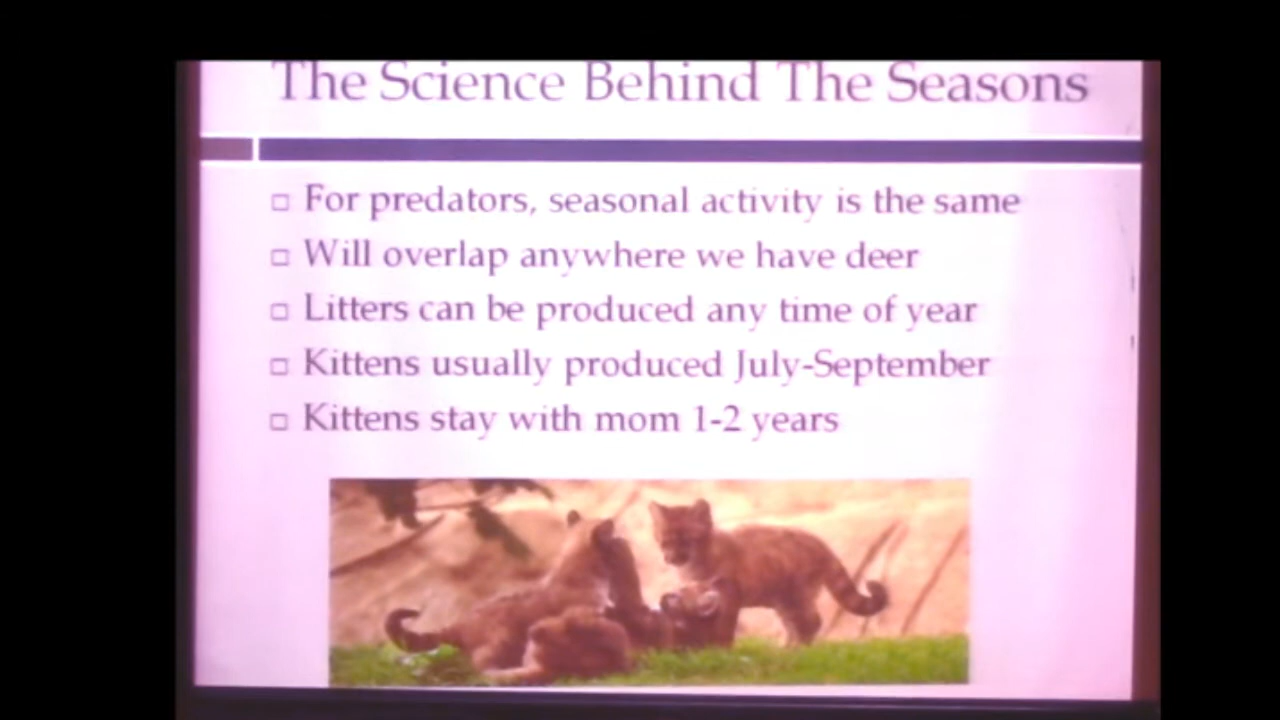 The Science Behind The Seasons
For predators, seasonal activity is the same
Will overlap anywhere we have deer
Litters can be produced any time of year
Kittens usually produced July-September
Kittens stay with mom 1-2 years